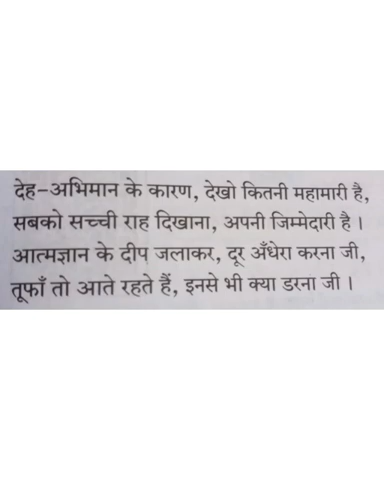 देह-अभिमान के कारण, देखो कितनी महामारी है,
सबको सच्ची राह दिखाना, अपनी जिम्मेदारी है ।
आत्मज्ञान के दीप जलाकर, दूर अँधेरा करना जी,
तूफाँ तो आते रहते हैं, इनसे भी क्या डरना जी ।